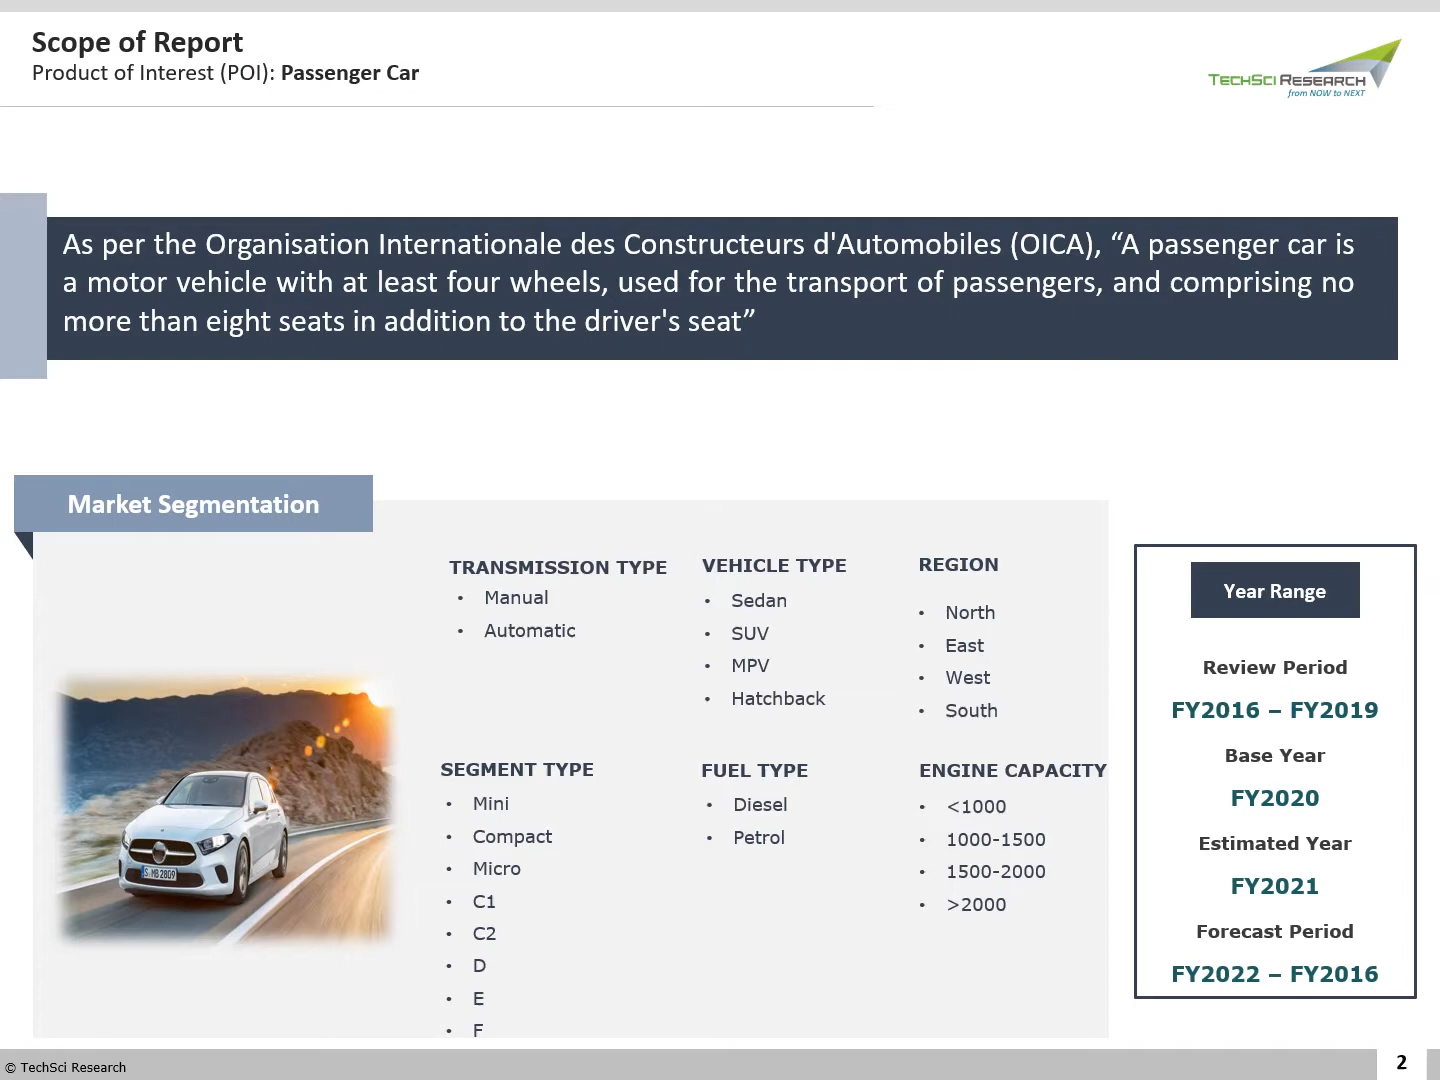 Scope of Report
Product of Interest (POI): Passenger Car
TECHSCI RESEARCH
from NOW to NEXT
As per the Organisation Internationale des Constructeurs d'Automobiles (OICA), “A passenger car is
a motor vehicle with at least four wheels, used for the transport of passengers, and comprising no
more than eight seats in addition to the driver's seat”
Market Segmentation
TRANSMISSION TYPE
• Manual
• Automatic
VEHICLE TYPE
• Sedan
• SUV
• MPV
• Hatchback
REGION
• North
• East
• West
• South
SEGMENT TYPE
• Mini
• Compact
• Micro
• C1
• C2
• D
• E
• F
FUEL TYPE
• Diesel
• Petrol
ENGINE CAPACITY
• <1000
• 1000-1500
• 1500-2000
• >2000
S MB 2809
Year Range
Review Period
FY2016 – FY2019
Base Year
FY2020
Estimated Year
FY2021
Forecast Period
FY2022 – FY2016
© TechSci Research
2